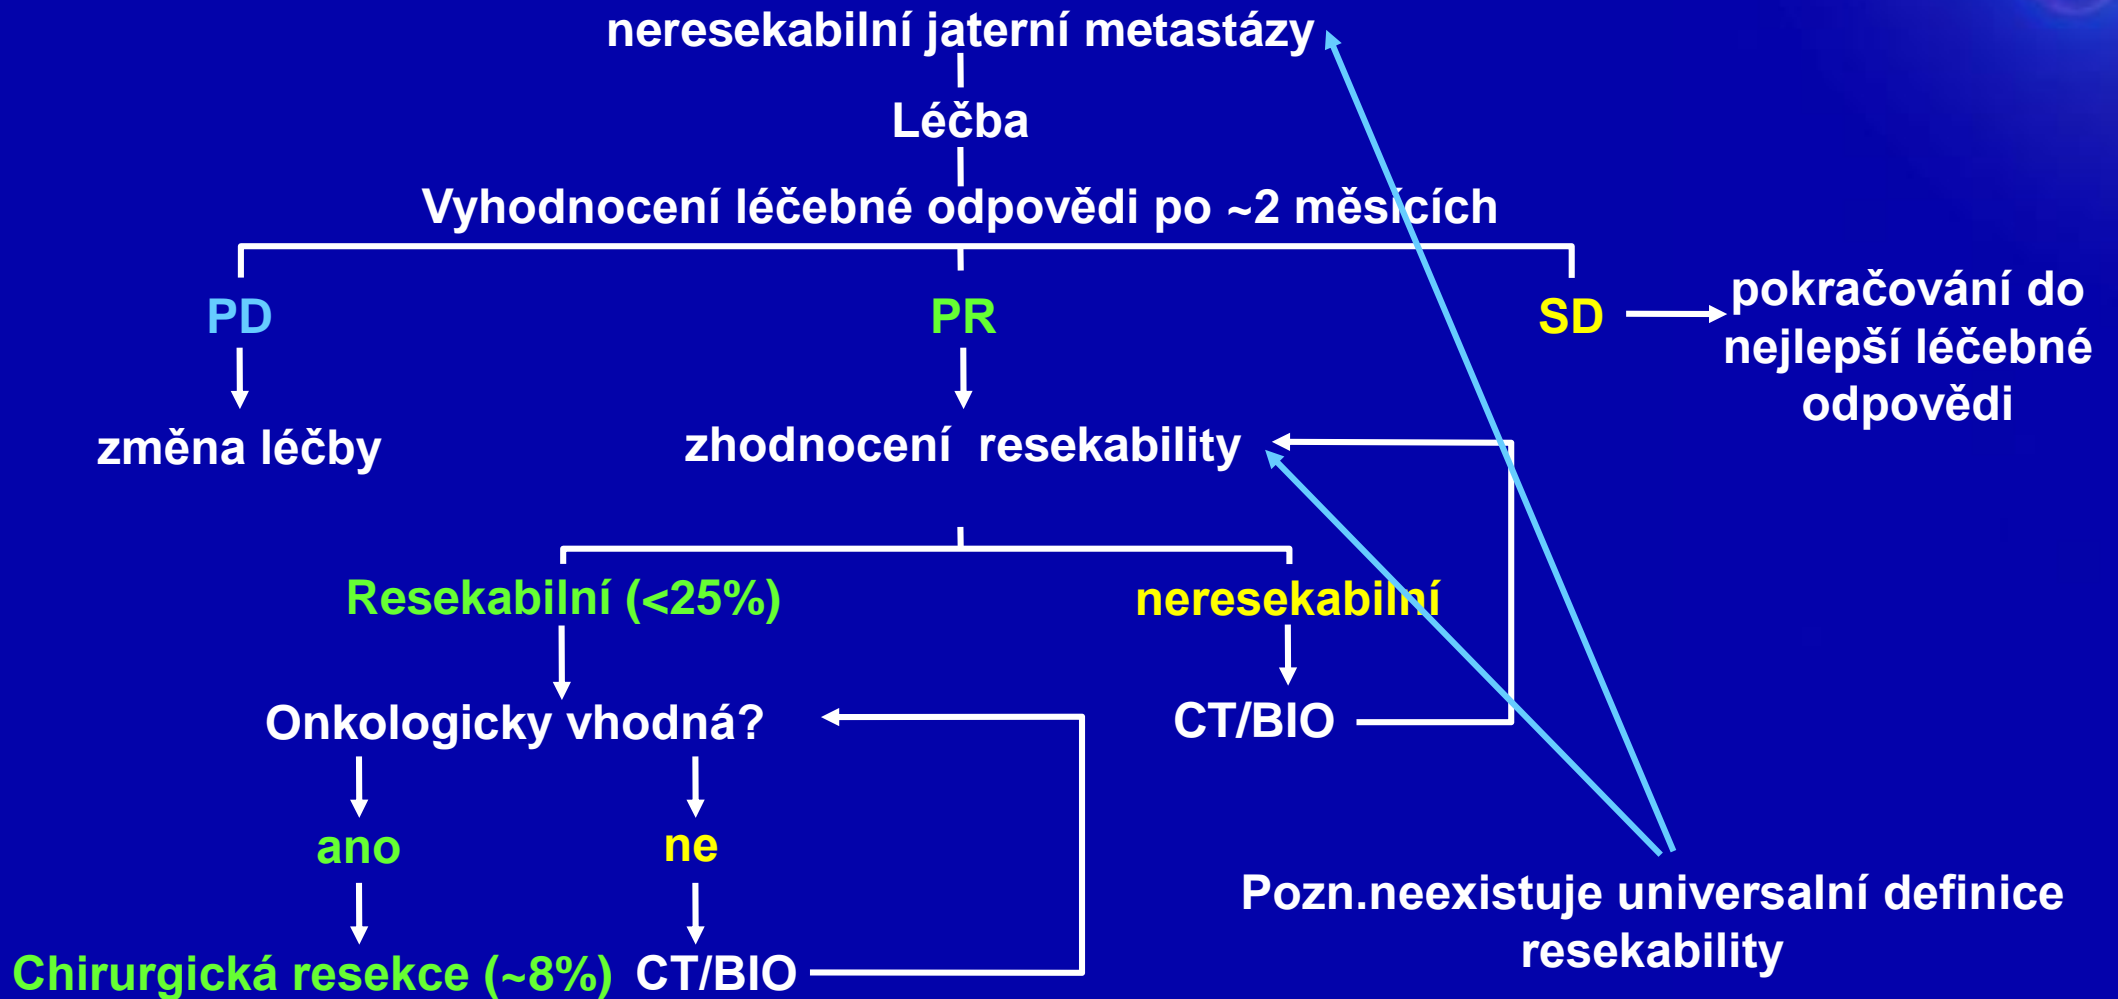 neresekabilní jaterní metastázy
Léčba
Vyhodnocení léčebné odpovědi po ~2 měsících
PD
PR
SD
pokračování do
nejlepší léčebné
odpovědi
změna léčby
zhodnocení resekability
Resekabilní (<25%)
neresekabilní
Onkologicky vhodná?
CT/BIO
ano
ne
Chirurgická resekce (~8%)
CT/BIO
Pozn.neexistuje universalní definice
resekability